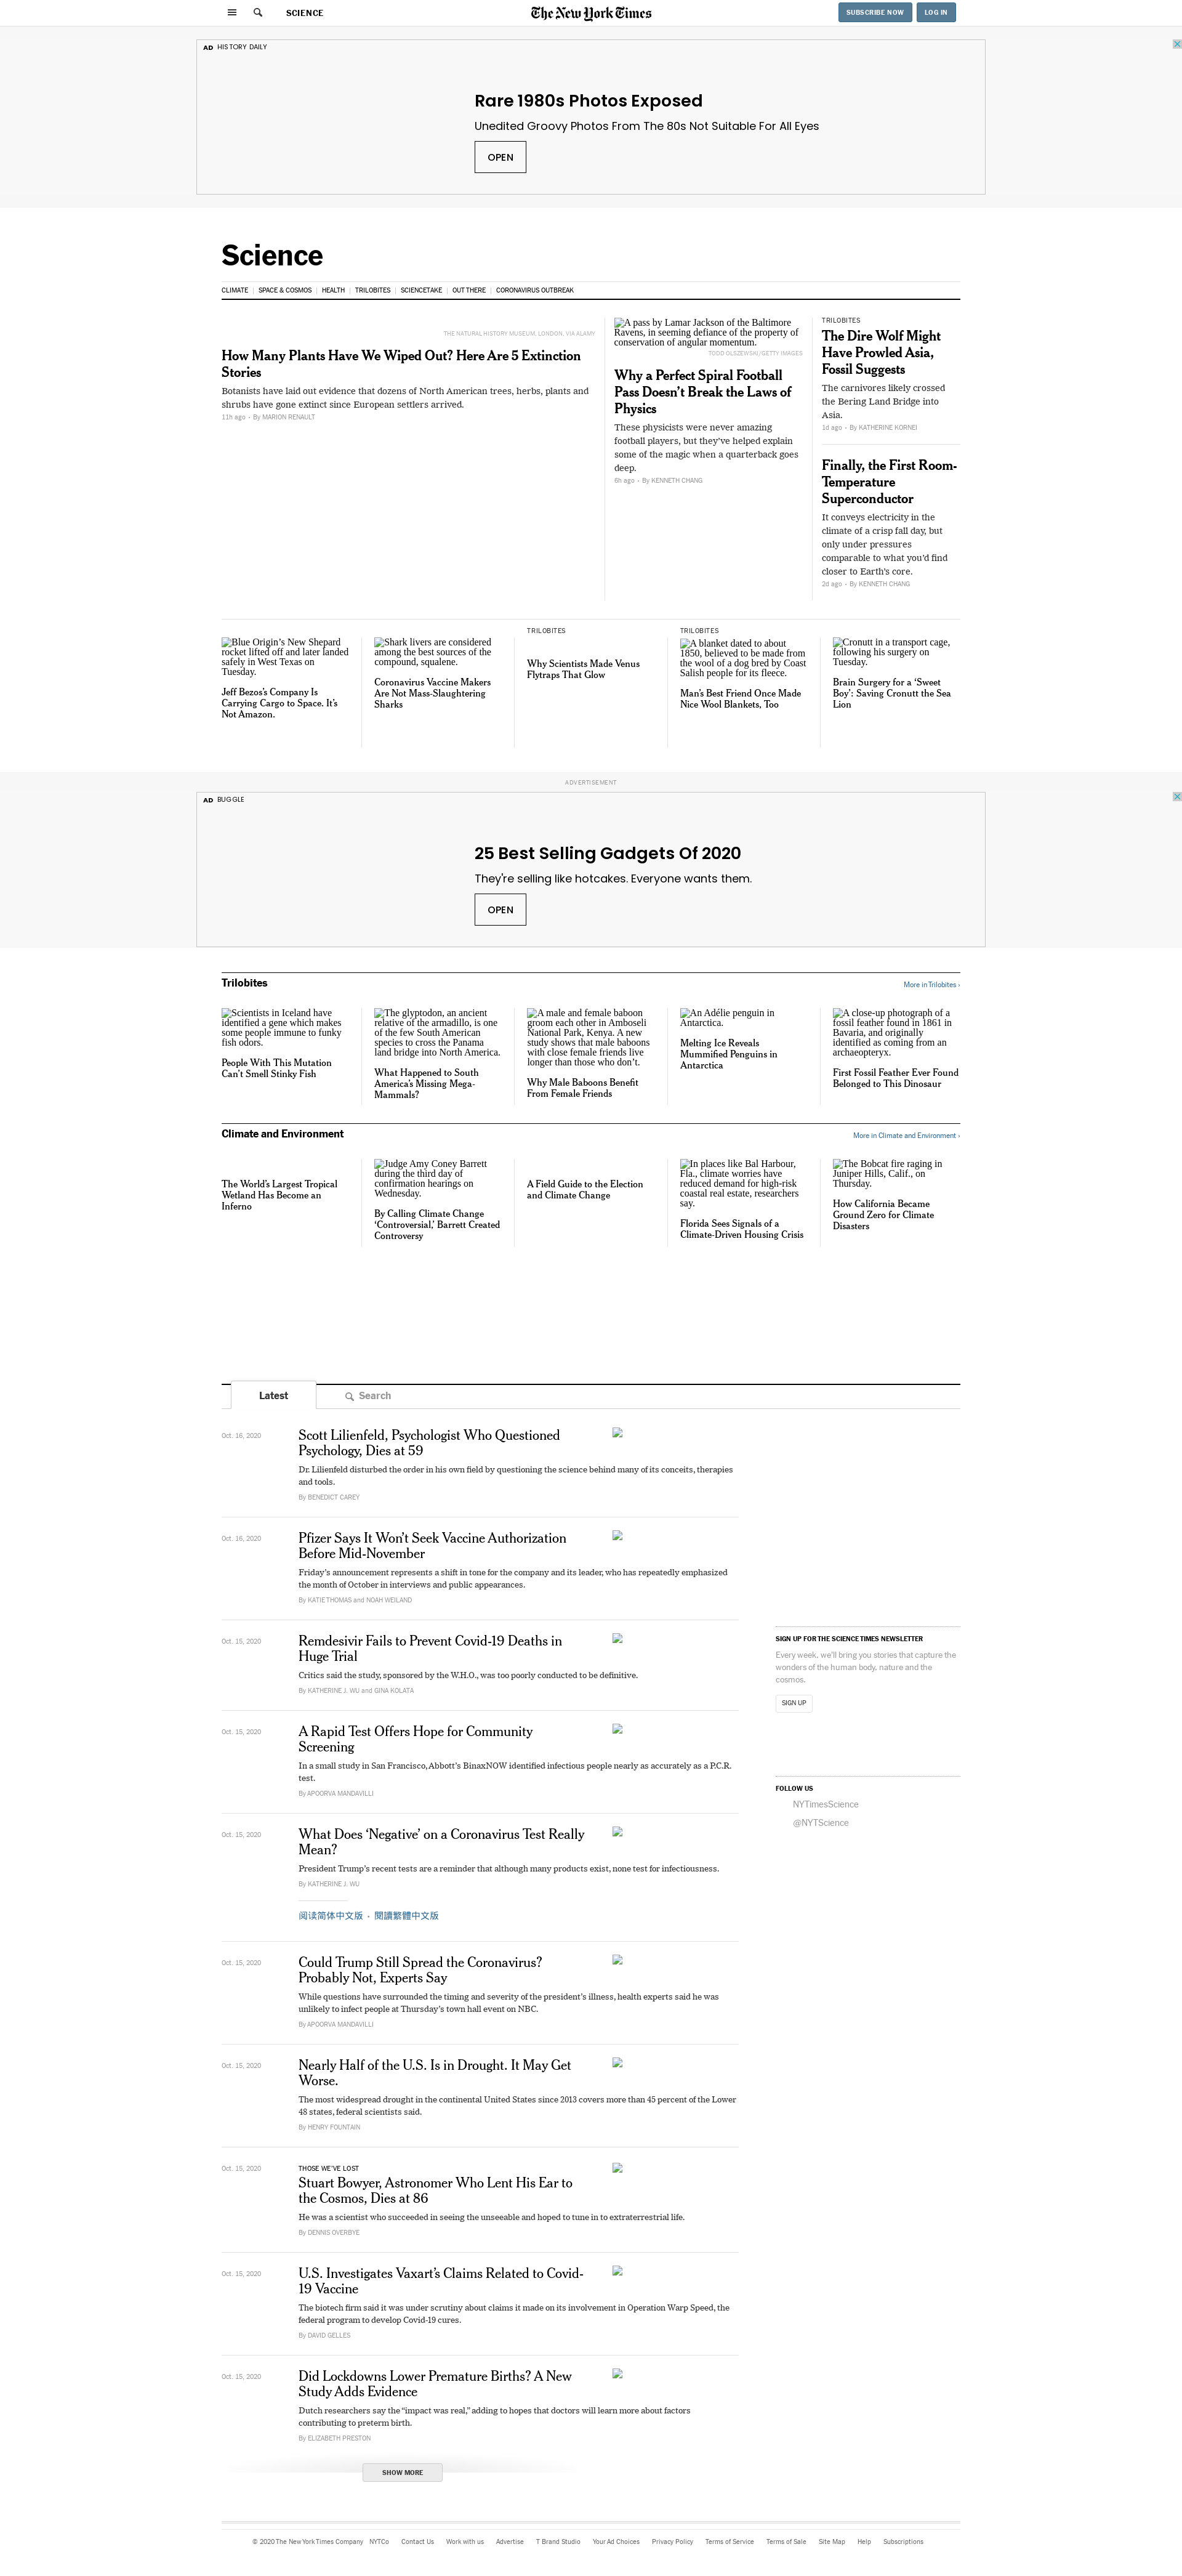 SCIENCE
The New York Times
SUBSCRIBE NOW
LOG IN
AD HISTORY DAILY
Rare 1980s Photos Exposed
Unedited Groovy Photos From The 80s Not Suitable For All Eyes
OPEN
Science
CLIMATE
SPACE & COSMOS
HEALTH
TRILOBITES
SCIENCETAKE
OUT THERE
CORONAVIRUS OUTBREAK
THE NATURAL HISTORY MUSEUM, LONDON, VIA ALAMY
How Many Plants Have We Wiped Out? Here Are 5 Extinction
Stories
Botanists have laid out evidence that dozens of North American trees, herbs, plants and
shrubs have gone extinct since European settlers arrived.
11h ago • By MARION RENAULT
A pass by Lamar Jackson of the Baltimore
Ravens, in seeming defiance of the property of
conservation of angular momentum.
TODD OLSZEWSKI/GETTY IMAGES
Why a Perfect Spiral Football
Pass Doesn’t Break the Laws of
Physics
These physicists were never amazing
football players, but they’ve helped explain
some of the magic when a quarterback goes
deep.
6h ago • By KENNETH CHANG
TRILOBITES
The Dire Wolf Might
Have Prowled Asia,
Fossil Suggests
The carnivores likely crossed
the Bering Land Bridge into
Asia.
1d ago • By KATHERINE KORNEI
Finally, the First Room-
Temperature
Superconductor
It conveys electricity in the
climate of a crisp fall day, but
only under pressures
comparable to what you’d find
closer to Earth’s core.
2d ago • By KENNETH CHANG
Blue Origin’s New Shepard
rocket lifted off and later landed
safely in West Texas on
Tuesday.
Jeff Bezos’s Company Is
Carrying Cargo to Space. It’s
Not Amazon.
Shark livers are considered
among the best sources of the
compound, squalene.
Coronavirus Vaccine Makers
Are Not Mass-Slaughtering
Sharks
TRILOBITES
Why Scientists Made Venus
Flytraps That Glow
TRILOBITES
A blanket dated to about
1850, believed to be made from
the wool of a dog bred by Coast
Salish people for its fleece.
Man’s Best Friend Once Made
Nice Wool Blankets, Too
Cronutt in a transport cage,
following his surgery on
Tuesday.
Brain Surgery for a ‘Sweet
Boy’: Saving Cronutt the Sea
Lion
ADVERTISEMENT
AD BUGGLE
25 Best Selling Gadgets Of 2020
They're selling like hotcakes. Everyone wants them.
OPEN
Trilobites
More in Trilobites ›
Scientists in Iceland have
identified a gene which makes
some people immune to funky
fish odors.
People With This Mutation
Can’t Smell Stinky Fish
The glyptodon, an ancient
relative of the armadillo, is one
of the few South American
species to cross the Panama
land bridge into North America.
What Happened to South
America’s Missing Mega-
Mammals?
A male and female baboon
groom each other in Amboseli
National Park, Kenya. A new
study shows that male baboons
with close female friends live
longer than those who don’t.
Why Male Baboons Benefit
From Female Friends
An Adélie penguin in
Antarctica.
Melting Ice Reveals
Mummified Penguins in
Antarctica
A close-up photograph of a
fossil feather found in 1861 in
Bavaria, and originally
identified as coming from an
archaeopteryx.
First Fossil Feather Ever Found
Belonged to This Dinosaur
Climate and Environment
More in Climate and Environment ›
The World’s Largest Tropical
Wetland Has Become an
Inferno
Judge Amy Coney Barrett
during the third day of
confirmation hearings on
Wednesday.
By Calling Climate Change
‘Controversial,’ Barrett Created
Controversy
A Field Guide to the Election
and Climate Change
In places like Bal Harbour,
Fla., climate worries have
reduced demand for high-risk
coastal real estate, researchers
say.
Florida Sees Signals of a
Climate-Driven Housing Crisis
The Bobcat fire raging in
Juniper Hills, Calif., on
Thursday.
How California Became
Ground Zero for Climate
Disasters
Latest
Search
Oct. 16, 2020
Scott Lilienfeld, Psychologist Who Questioned
Psychology, Dies at 59
Dr. Lilienfeld disturbed the order in his own field by questioning the science behind many of its conceits, therapies
and tools.
By BENEDICT CAREY
Oct. 16, 2020
Pfizer Says It Won’t Seek Vaccine Authorization
Before Mid-November
Friday’s announcement represents a shift in tone for the company and its leader, who has repeatedly emphasized
the month of October in interviews and public appearances.
By KATIE THOMAS and NOAH WEILAND
Oct. 15, 2020
Remdesivir Fails to Prevent Covid-19 Deaths in
Huge Trial
Critics said the study, sponsored by the W.H.O., was too poorly conducted to be definitive.
By KATHERINE J. WU and GINA KOLATA
Oct. 15, 2020
A Rapid Test Offers Hope for Community
Screening
In a small study in San Francisco, Abbott’s BinaxNOW identified infectious people nearly as accurately as a P.C.R.
test.
By APOORVA MANDAVILLI
Oct. 15, 2020
What Does ‘Negative’ on a Coronavirus Test Really
Mean?
President Trump’s recent tests are a reminder that although many products exist, none test for infectiousness.
By KATHERINE J. WU
阅读简体中文版 • 閱讀繁體中文版
Oct. 15, 2020
Could Trump Still Spread the Coronavirus?
Probably Not, Experts Say
While questions have surrounded the timing and severity of the president’s illness, health experts said he was
unlikely to infect people at Thursday’s town hall event on NBC.
By APOORVA MANDAVILLI
Oct. 15, 2020
Nearly Half of the U.S. Is in Drought. It May Get
Worse.
The most widespread drought in the continental United States since 2013 covers more than 45 percent of the Lower
48 states, federal scientists said.
By HENRY FOUNTAIN
Oct. 15, 2020
THOSE WE’VE LOST
Stuart Bowyer, Astronomer Who Lent His Ear to
the Cosmos, Dies at 86
He was a scientist who succeeded in seeing the unseeable and hoped to tune in to extraterrestrial life.
By DENNIS OVERBYE
Oct. 15, 2020
U.S. Investigates Vaxart’s Claims Related to Covid-
19 Vaccine
The biotech firm said it was under scrutiny about claims it made on its involvement in Operation Warp Speed, the
federal program to develop Covid-19 cures.
By DAVID GELLES
Oct. 15, 2020
Did Lockdowns Lower Premature Births? A New
Study Adds Evidence
Dutch researchers say the “impact was real,” adding to hopes that doctors will learn more about factors
contributing to preterm birth.
By ELIZABETH PRESTON
SHOW MORE
SIGN UP FOR THE SCIENCE TIMES NEWSLETTER
Every week, we'll bring you stories that capture the
wonders of the human body, nature and the
cosmos.
SIGN UP
FOLLOW US
NYTimesScience
@NYTScience
© 2020 The New York Times Company NYTCo Contact Us Work with us Advertise T Brand Studio Your Ad Choices Privacy Policy Terms of Service Terms of Sale Site Map Help Subscriptions